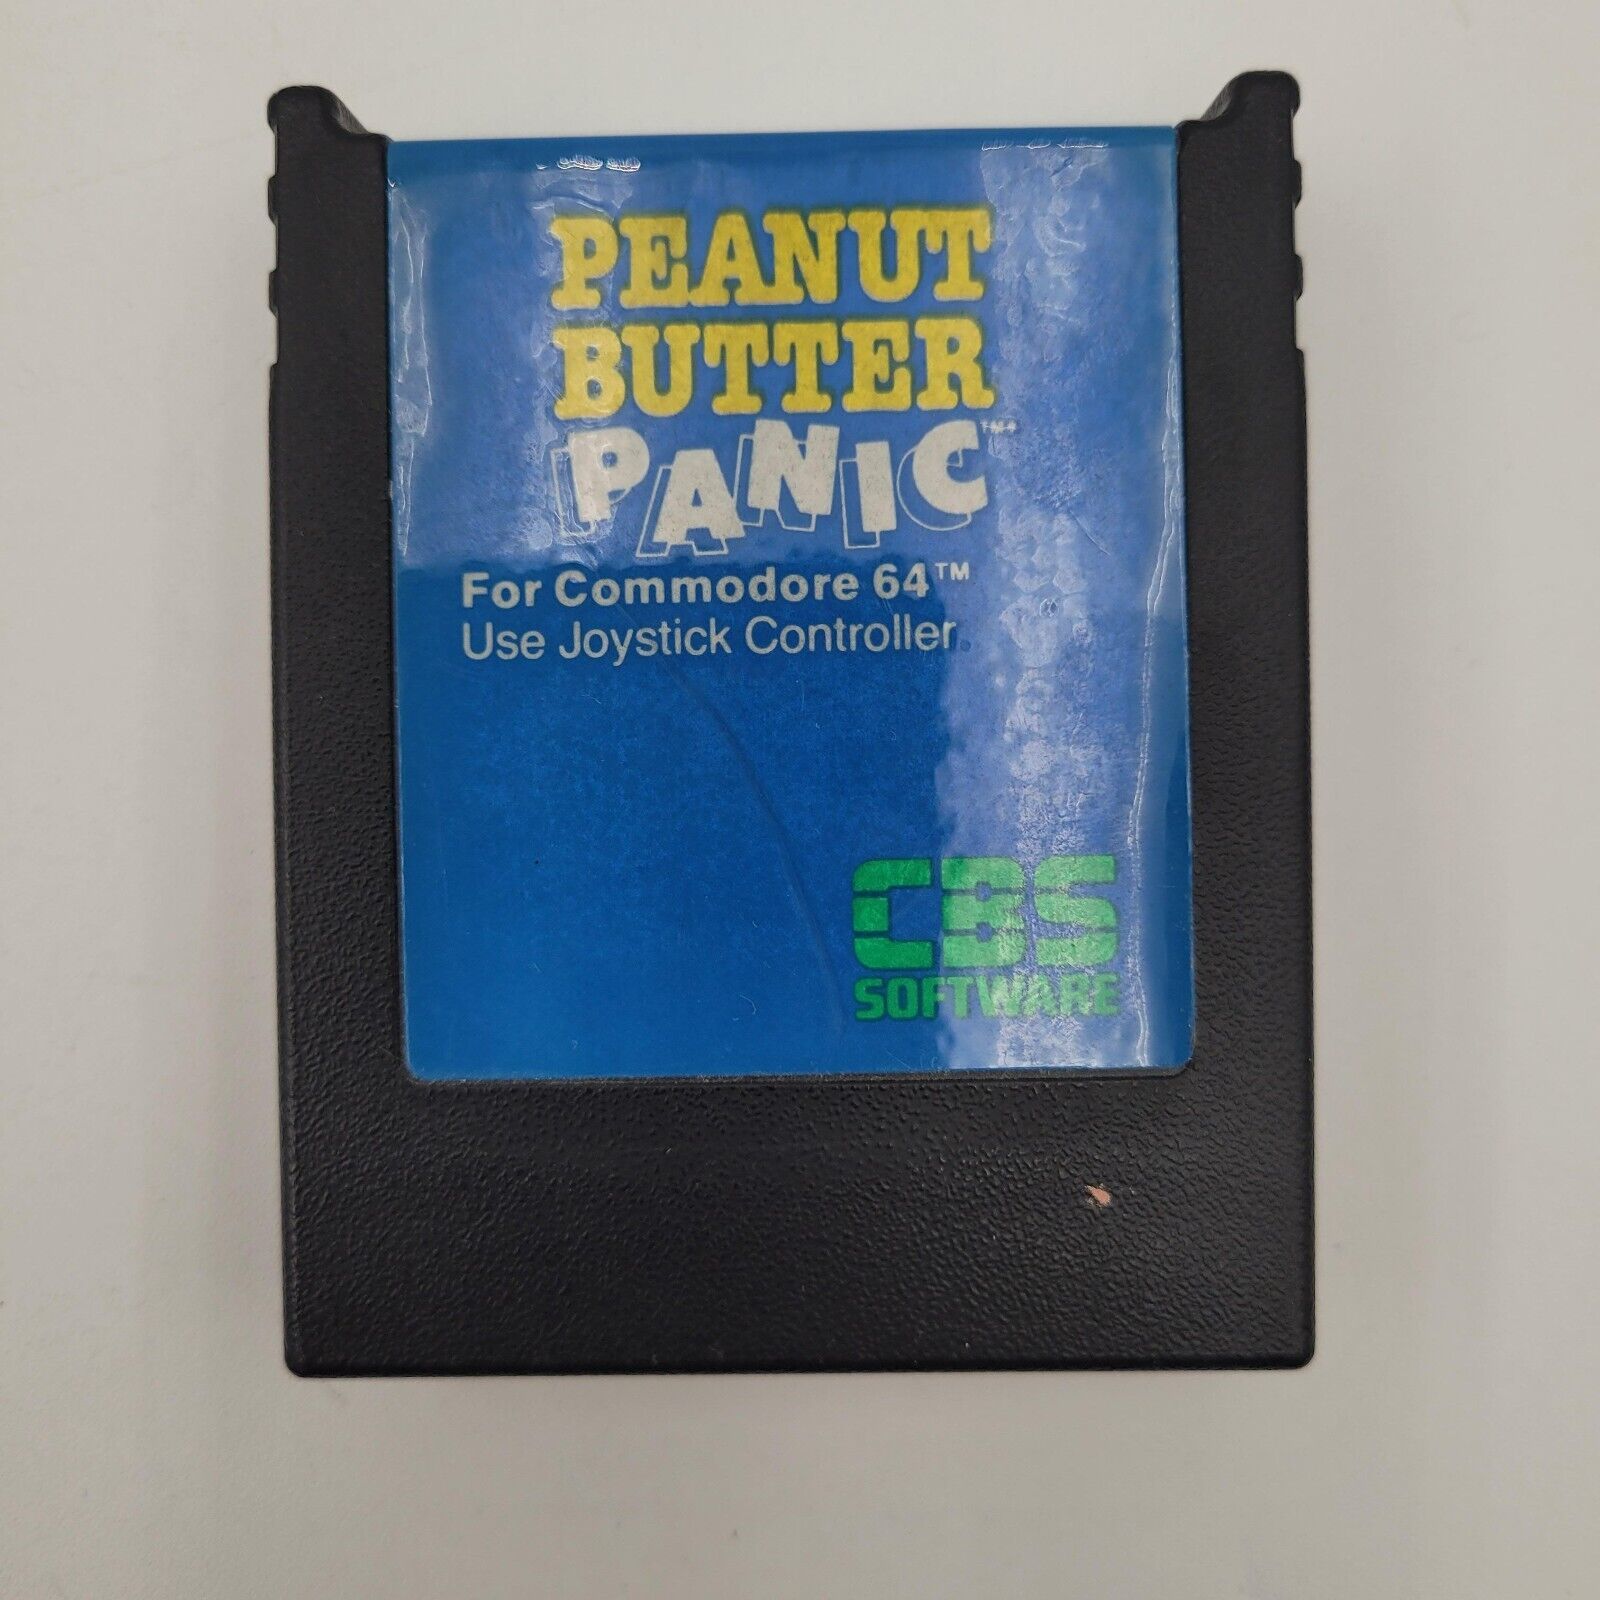 PEANUT
BUTTER
PANIC™*
For Commodore 64™
Use Joystick Controller.
CBS
SOFTWARE